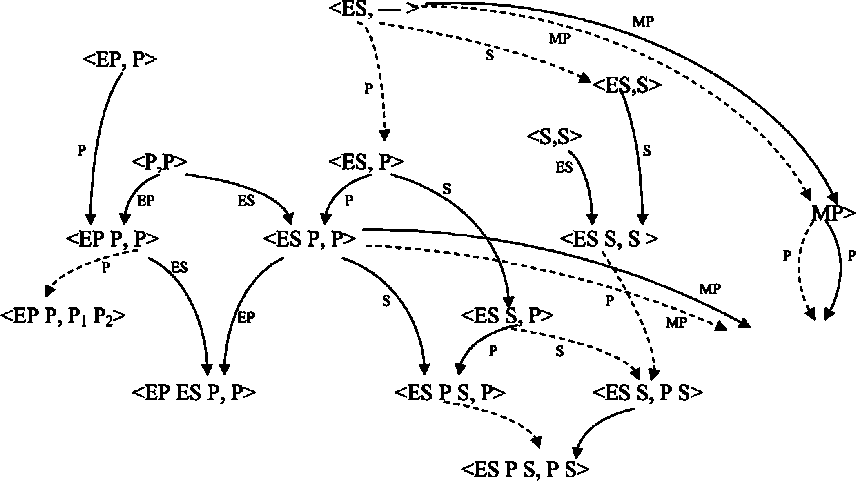 <ES, — >
MP
MP
<EP, P>
S
<ES,S>
P
<S,S>
P
<P,P>
<ES, P>
ES
S
EP
ES
P
S
MP>
<EP P, P>
<ES P, P>
<ES S, S >
P
P
P
ES
MP
<EP P, P1 P2>
EP
S
<ES S, P>
P
MP
P
S
<EP ES P, P>
<ES P S, P>
<ES S, P S>
<ES P S, P S>